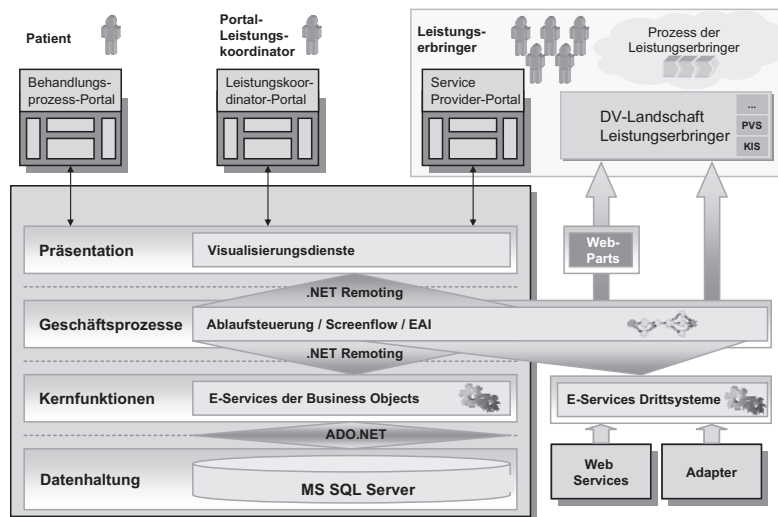 Patient
Portal-
Leistungs-
koordinator
Leistungs-
erbringer
Prozess der
Leistungserbringer
Behandlungs-
prozess-Portal
Leistungskoor-
dinator-Portal
Service
Provider-Portal
DV-Landschaft
Leistungserbringer
...
PVS
KIS
Web-
Parts
Präsentation
Visualisierungsdienste
.NET Remoting
Geschäftsprozesse
Ablaufsteuerung / Screenflow / EAI
.NET Remoting
Kernfunktionen
E-Services der Business Objects
E-Services Drittsysteme
ADO.NET
Datenhaltung
MS SQL Server
Web
Services
Adapter